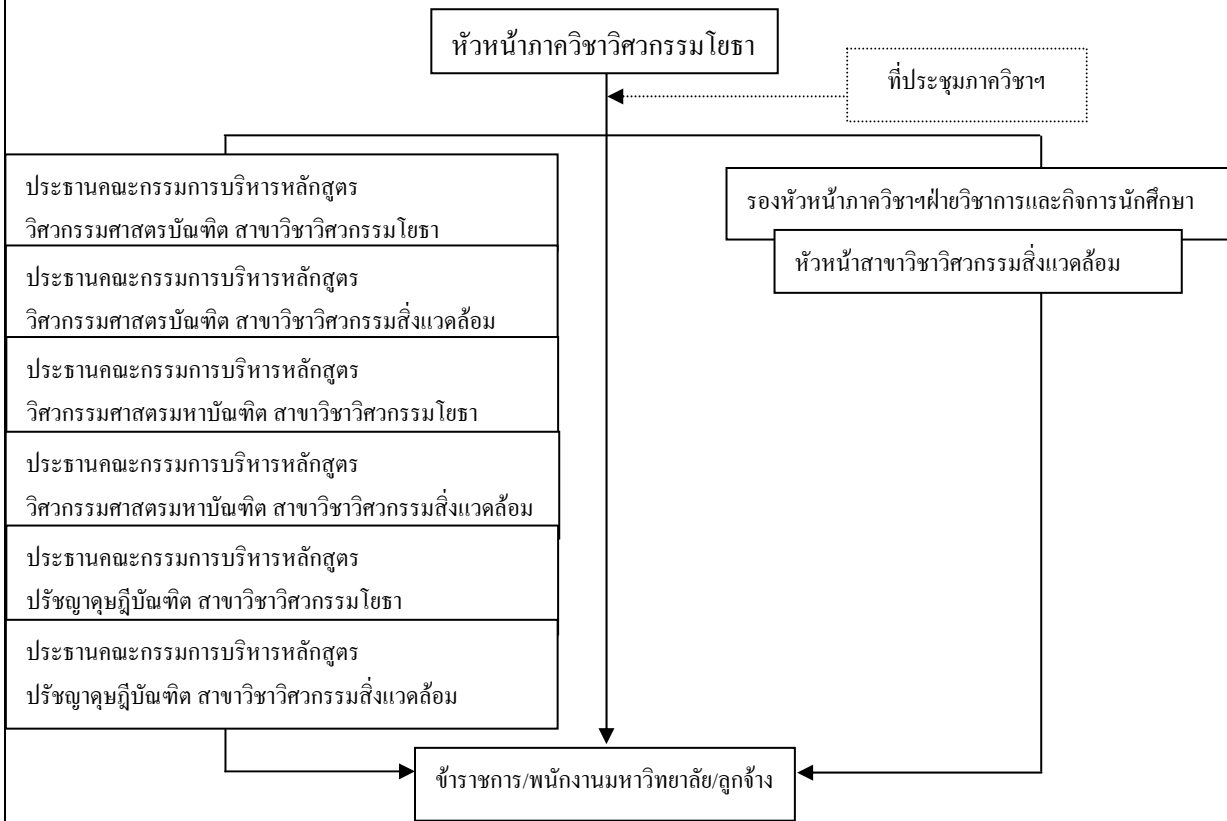 หัวหน้าภาควิชาวิศวกรรมโยธา
ที่ประชุมภาควิชาฯ
ประธานคณะกรรมการบริหารหลักสูตร
วิศวกรรมศาสตรบัณฑิต สาขาวิชาวิศวกรรมโยธา
ประธานคณะกรรมการบริหารหลักสูตร
วิศวกรรมศาสตรบัณฑิต สาขาวิชาวิศวกรรมสิ่งแวดล้อม
ประธานคณะกรรมการบริหารหลักสูตร
วิศวกรรมศาสตรมหาบัณฑิต สาขาวิชาวิศวกรรมโยธา
ประธานคณะกรรมการบริหารหลักสูตร
วิศวกรรมศาสตรมหาบัณฑิต สาขาวิชาวิศวกรรมสิ่งแวดล้อม
ประธานคณะกรรมการบริหารหลักสูตร
ปรัชญาดุษฎีบัณฑิต สาขาวิชาวิศวกรรมโยธา
ประธานคณะกรรมการบริหารหลักสูตร
ปรัชญาดุษฎีบัณฑิต สาขาวิชาวิศวกรรมสิ่งแวดล้อม
รองหัวหน้าภาควิชาฯฝ่ายวิชาการและกิจการนักศึกษา
หัวหน้าสาขาวิชาวิศวกรรมสิ่งแวดล้อม
ข้าราชการ/พนักงานมหาวิทยาลัย/ลูกจ้าง